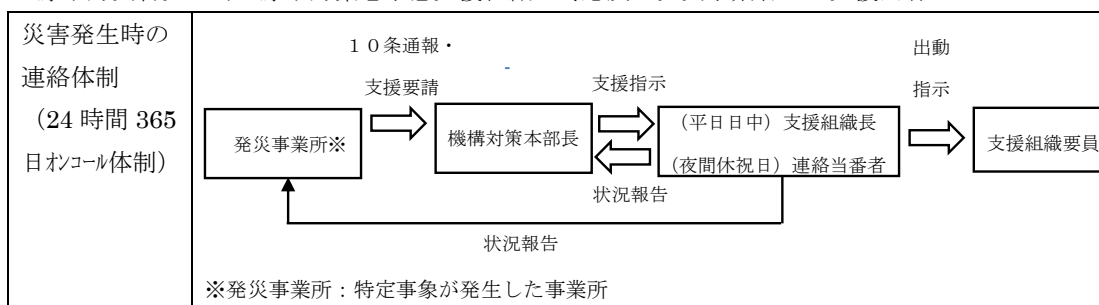 災害発生時の
連絡体制
（24時間365
日オンコール体制）
１０条通報・
支援要請
発災事業所※
機構対策本部長
支援指示
状況報告
（平日日中）支援組織長
（夜間休祝日）連絡当番者
出動
指示
支援組織要員
状況報告
※発災事業所：特定事象が発生した事業所